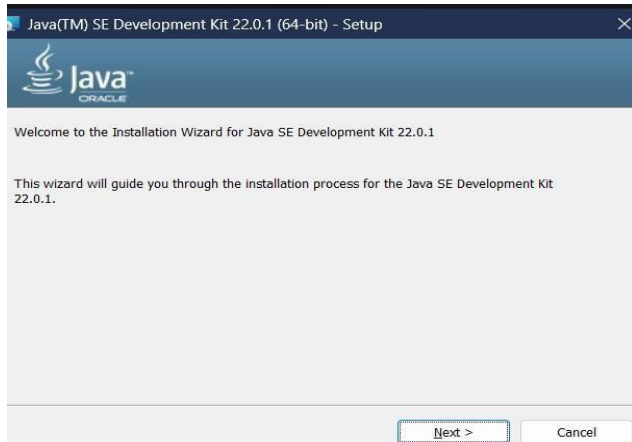 Java(TM) SE Development Kit 22.0.1 (64-bit) - Setup
Java™
ORACLE
Welcome to the Installation Wizard for Java SE Development Kit 22.0.1
This wizard will guide you through the installation process for the Java SE Development Kit
22.0.1.
Next >
Cancel